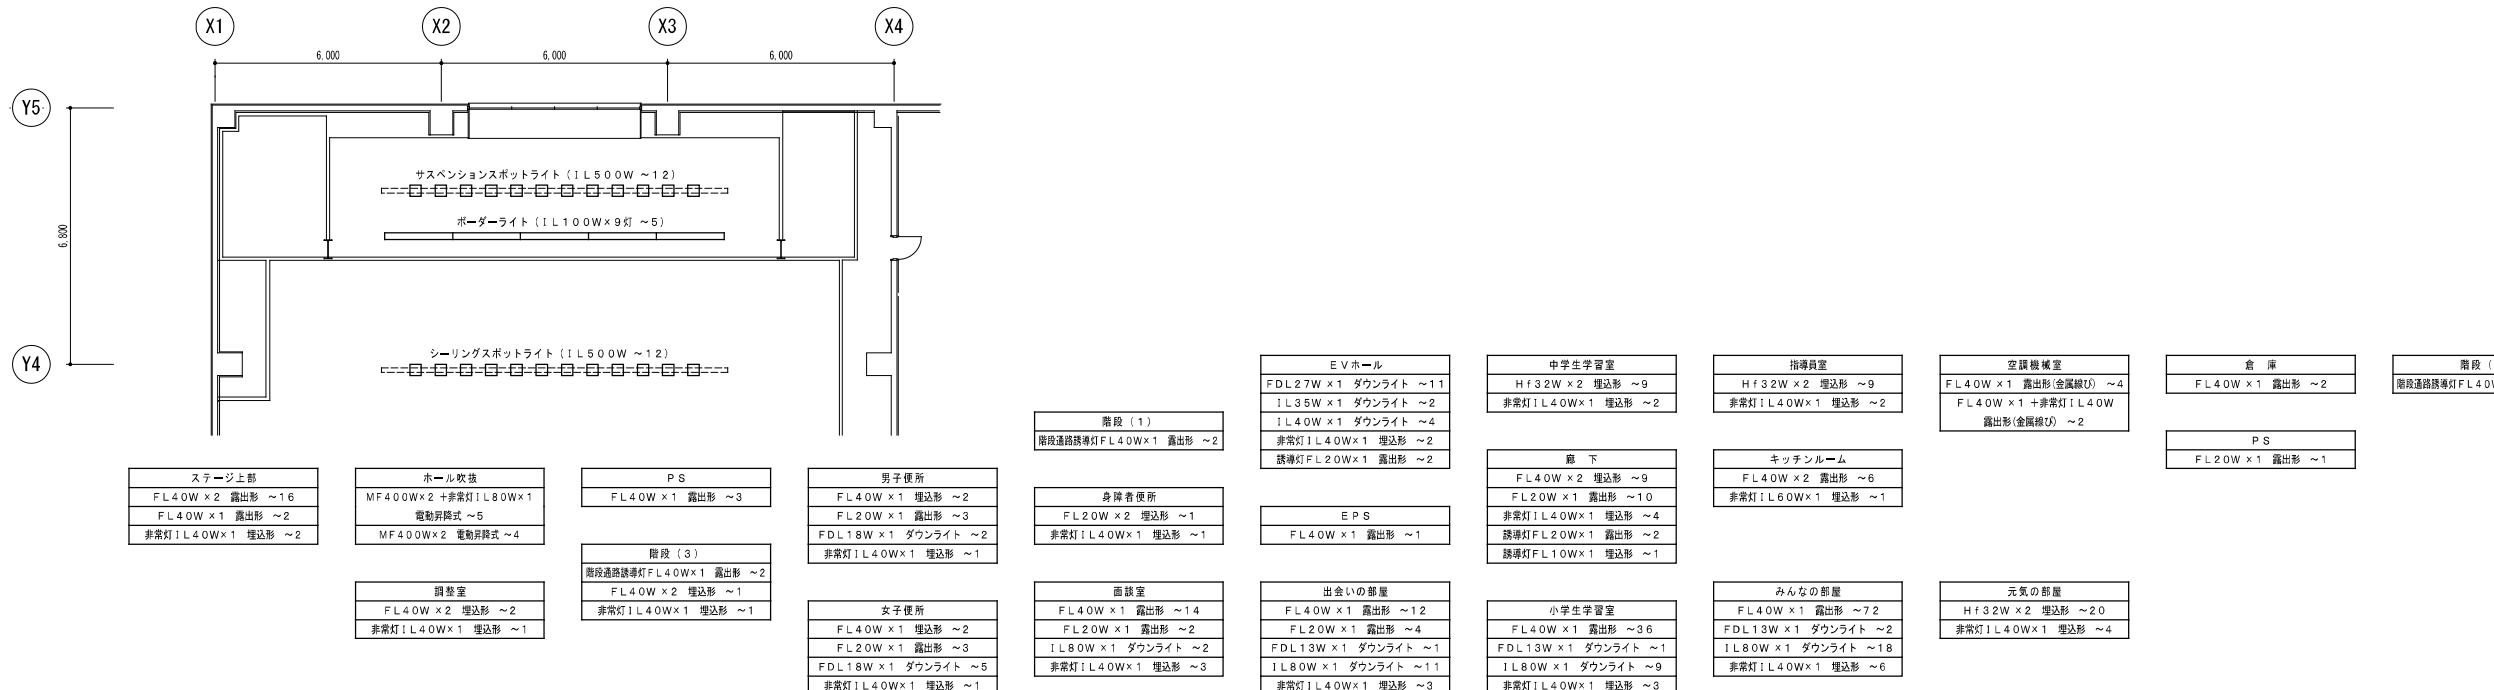 X1
X2
X3
X4
6,000
6,000
6,000
Y5
6,800
Y4
サスペンションスポットライト（ＩＬ５００Ｗ ～１２）
ボーダーライト（ＩＬ１００Ｗ×９灯 ～５）
シーリングスポットライト（ＩＬ５００Ｗ ～１２）
ステージ上部
ＦＬ４０Ｗ ×２　露出形　～１６
ＦＬ４０Ｗ ×１　露出形　～２
非常灯ＩＬ４０Ｗ×１　埋込形　～２
ホール吹抜
ＭＦ４００Ｗ×２ ＋非常灯ＩＬ８０Ｗ×１
電動昇降式 ～５
ＭＦ４００Ｗ×２　電動昇降式 ～４
調整室
ＦＬ４０Ｗ ×２　埋込形　～２
非常灯ＩＬ４０Ｗ×１　埋込形　～１
ＰＳ
ＦＬ４０Ｗ ×１　露出形　～３
階段（３）
階段通路誘導灯ＦＬ４０Ｗ×１　露出形　～２
ＦＬ４０Ｗ ×２　埋込形　～１
非常灯ＩＬ４０Ｗ×１　埋込形　～１
男子便所
ＦＬ４０Ｗ ×１　埋込形　～２
ＦＬ２０Ｗ ×１　露出形　～３
ＦＤＬ１８Ｗ ×１　ダウンライト　～２
非常灯ＩＬ４０Ｗ×１　埋込形　～１
女子便所
ＦＬ４０Ｗ ×１　埋込形　～２
ＦＬ２０Ｗ ×１　露出形　～３
ＦＤＬ１８Ｗ ×１　ダウンライト　～５
非常灯ＩＬ４０Ｗ×１　埋込形　～１
階段（１）
階段通路誘導灯ＦＬ４０Ｗ×１　露出形　～２
身障者便所
ＦＬ２０Ｗ ×２　埋込形　～１
非常灯ＩＬ４０Ｗ×１　埋込形　～１
面談室
ＦＬ４０Ｗ ×１　露出形　～１４
ＦＬ２０Ｗ ×１　露出形　～２
ＩＬ８０Ｗ ×１　ダウンライト　～２
非常灯ＩＬ４０Ｗ×１　埋込形　～３
ＥＶホール
ＦＤＬ２７Ｗ ×１　ダウンライト　～１１
ＩＬ３５Ｗ ×１　ダウンライト　～２
ＩＬ４０Ｗ ×１　ダウンライト　～４
非常灯ＩＬ４０Ｗ×１　埋込形　～２
誘導灯ＦＬ２０Ｗ×１　露出形　～２
ＥＰＳ
ＦＬ４０Ｗ ×１　露出形　～１
出会いの部屋
ＦＬ４０Ｗ ×１　露出形　～１２
ＦＬ２０Ｗ ×１　露出形　～４
ＦＤＬ１３Ｗ ×１　ダウンライト　～１
ＩＬ８０Ｗ ×１　ダウンライト　～１１
非常灯ＩＬ４０Ｗ×１　埋込形　～３
中学生学習室
Ｈｆ３２Ｗ ×２　埋込形　～９
非常灯ＩＬ４０Ｗ×１　埋込形　～２
廊　下
ＦＬ４０Ｗ ×２　埋込形　～９
ＦＬ２０Ｗ ×１　露出形　～１０
非常灯ＩＬ４０Ｗ×１　埋込形　～４
誘導灯ＦＬ２０Ｗ×１　露出形　～２
誘導灯ＦＬ１０Ｗ×１　埋込形　～１
小学生学習室
ＦＬ４０Ｗ ×１　露出形　～３６
ＦＤＬ１３Ｗ ×１　ダウンライト　～１
ＩＬ８０Ｗ ×１　ダウンライト　～９
非常灯ＩＬ４０Ｗ×１　埋込形　～３
指導員室
Ｈｆ３２Ｗ ×２　埋込形　～９
非常灯ＩＬ４０Ｗ×１　埋込形　～２
キッチンルーム
ＦＬ４０Ｗ ×２　露出形　～６
非常灯ＩＬ６０Ｗ×１　埋込形　～１
みんなの部屋
ＦＬ４０Ｗ ×１　露出形　～７２
ＦＤＬ１３Ｗ ×１　ダウンライト　～２
ＩＬ８０Ｗ ×１　ダウンライト　～１８
非常灯ＩＬ４０Ｗ×１　埋込形　～６
空調機械室
ＦＬ４０Ｗ ×１　露出形(金属線ぴ)　～４
ＦＬ４０Ｗ ×１ ＋非常灯ＩＬ４０Ｗ
露出形(金属線ぴ)　～２
元気の部屋
Ｈｆ３２Ｗ ×２　埋込形　～２０
非常灯ＩＬ４０Ｗ×１　埋込形　～４
倉　庫
ＦＬ４０Ｗ ×１　露出形　～２
ＰＳ
ＦＬ２０Ｗ ×１　露出形　～１
階段（
階段通路誘導灯ＦＬ４０Ｗ